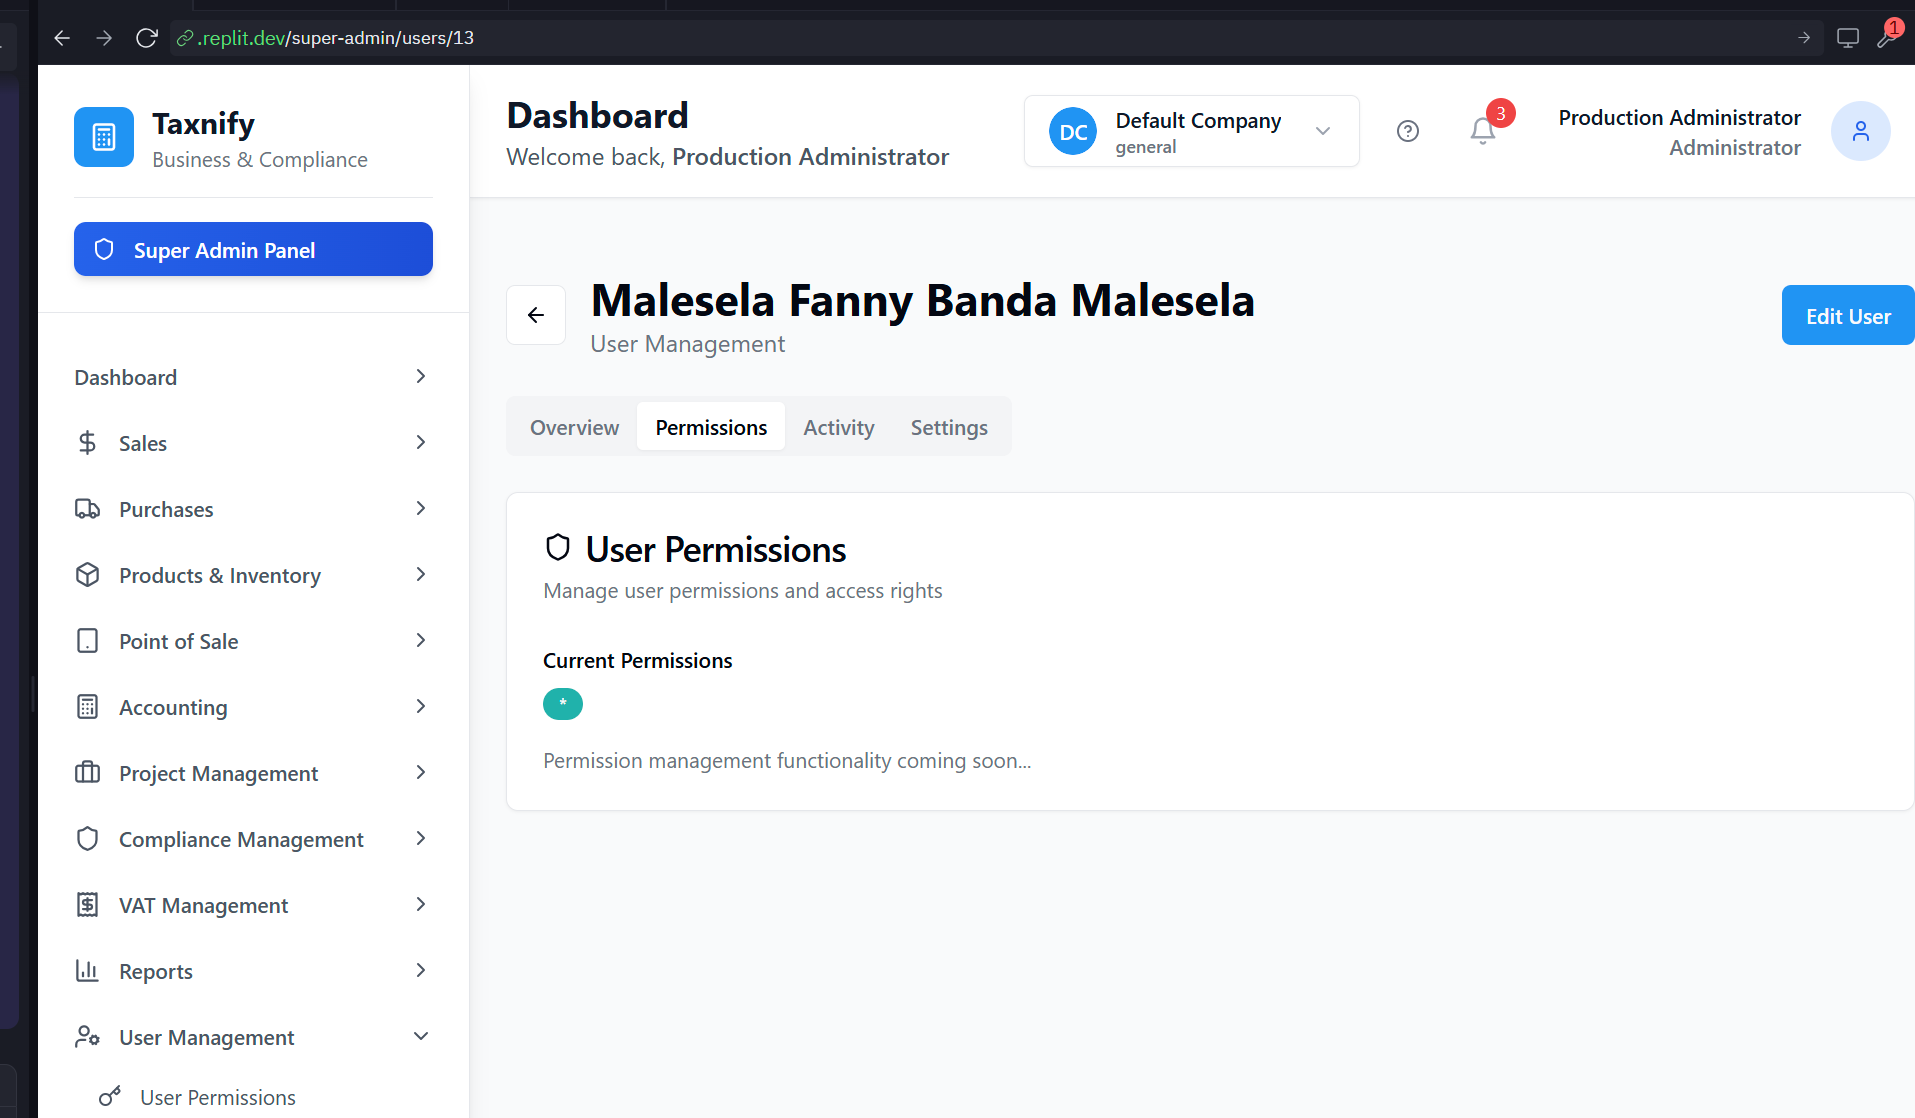 .replit.dev/super-admin/users/13
1
Taxnify
Business & Compliance
Super Admin Panel
Dashboard
Sales
Purchases
Products & Inventory
Point of Sale
Accounting
Project Management
Compliance Management
VAT Management
Reports
User Management
User Permissions
Dashboard
Welcome back, Production Administrator
DC
Default Company
general
3
Production Administrator
Administrator
Malesela Fanny Banda Malesela
User Management
Edit User
Overview
Permissions
Activity
Settings
User Permissions
Manage user permissions and access rights
Current Permissions
*
Permission management functionality coming soon...